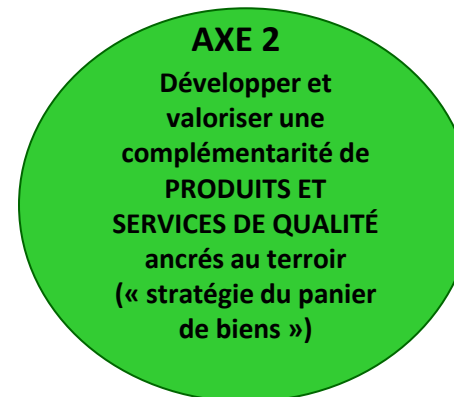 AXE 2
Développer et
valoriser une
complémentarité de
PRODUITS ET
SERVICES DE QUALITÉ
ancrés au terroir
(« stratégie du panier
de biens »)